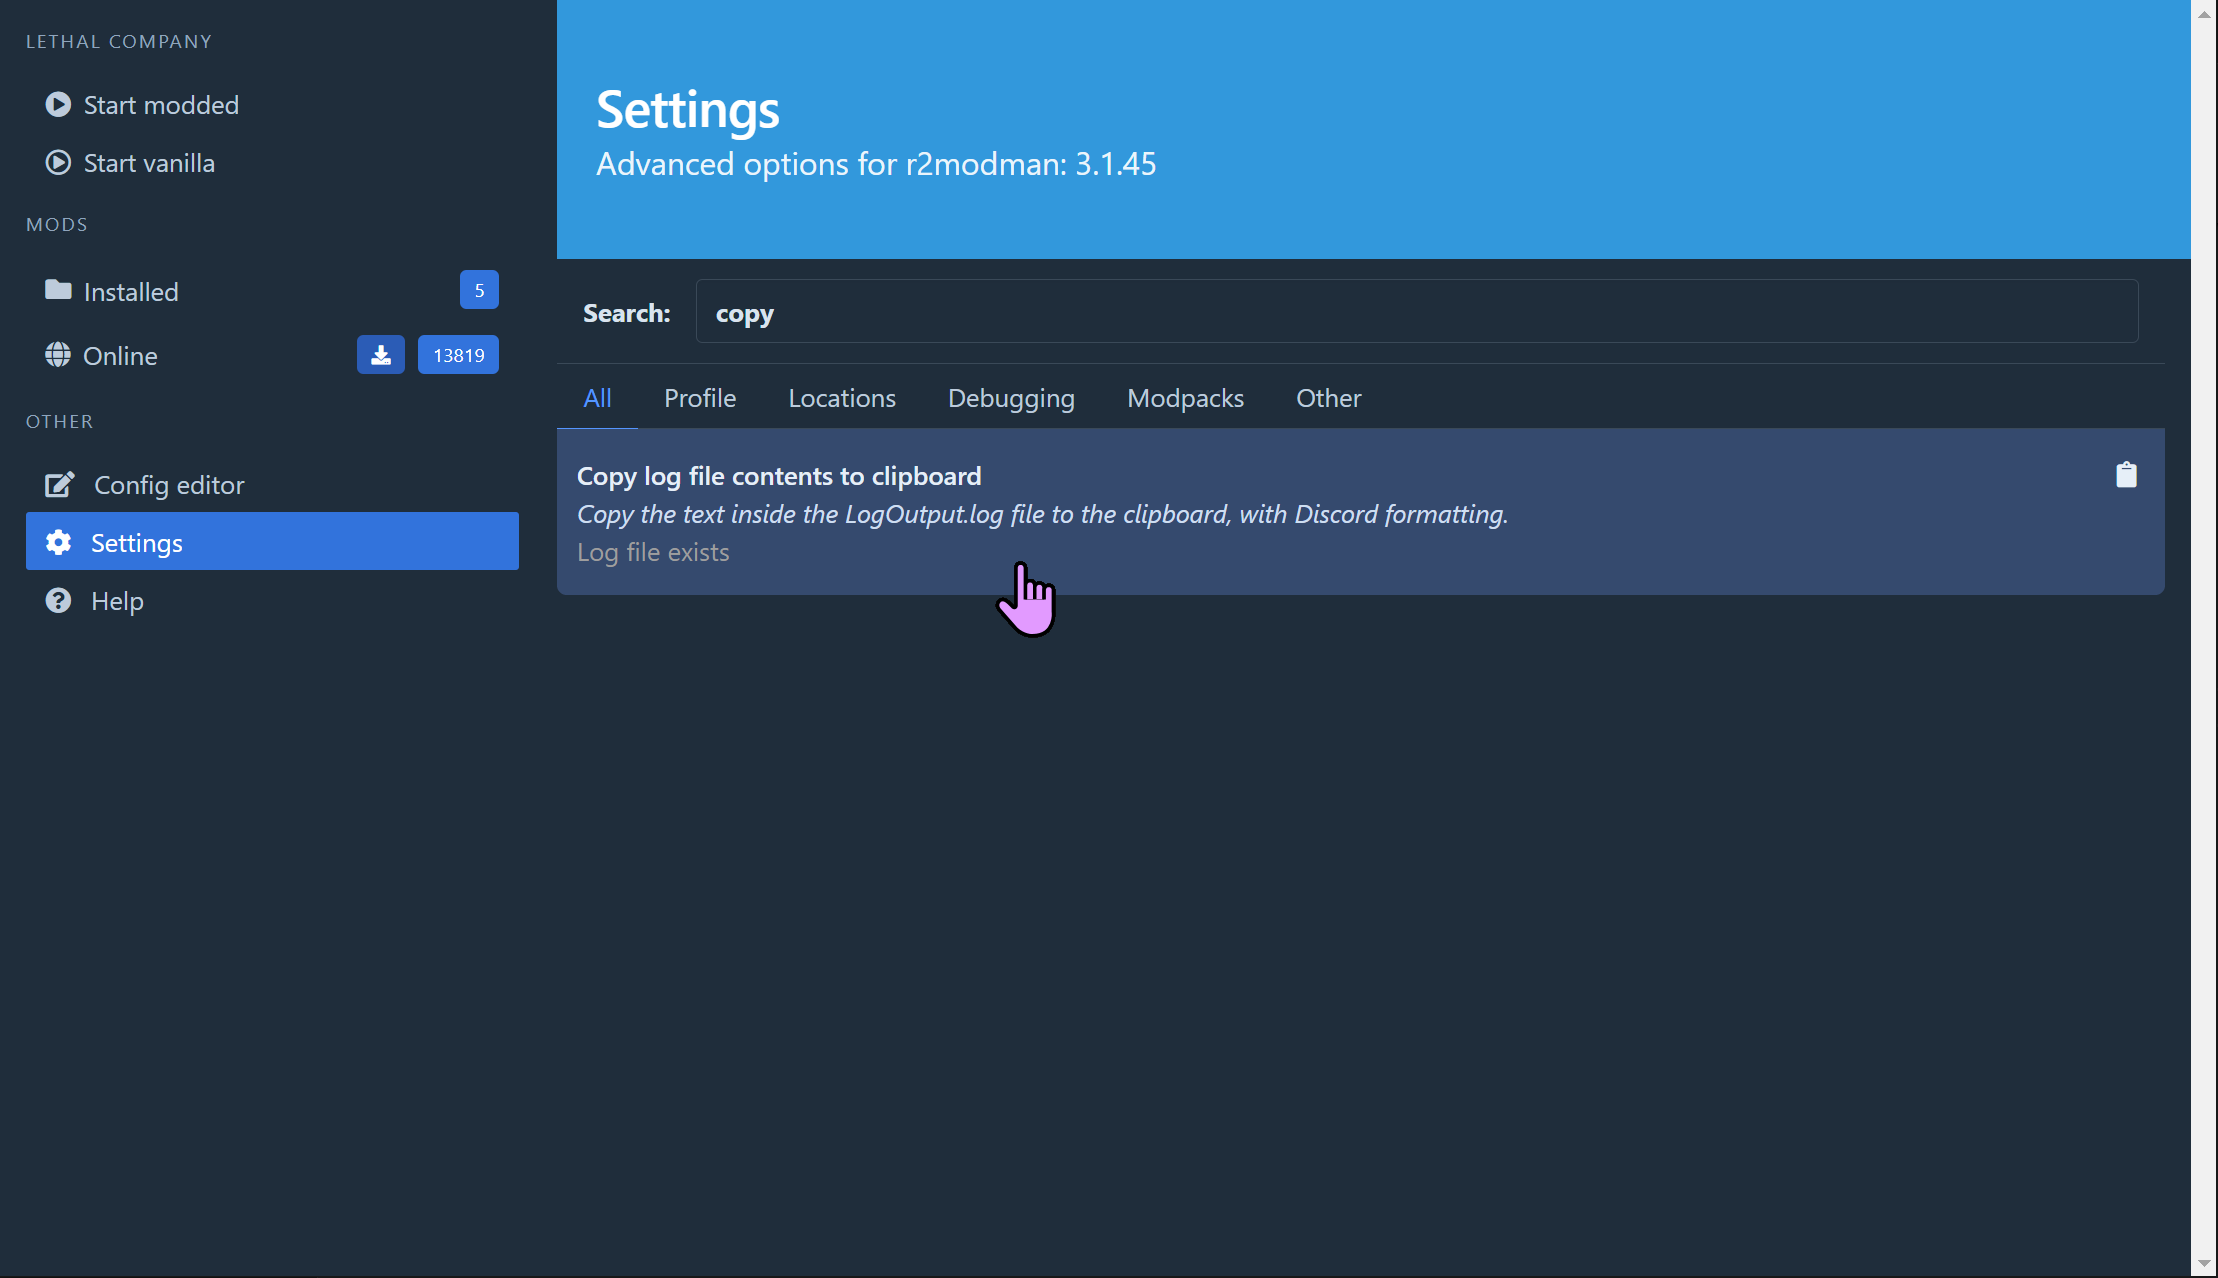 LETHAL COMPANY
Start modded
Start vanilla
MODS
Installed 5
Online 13819
OTHER
Config editor
Settings
Help
Settings
Advanced options for r2modman: 3.1.45
Search: copy
All Profile Locations Debugging Modpacks Other
Copy log file contents to clipboard
Copy the text inside the LogOutput.log file to the clipboard, with Discord formatting.
Log file exists